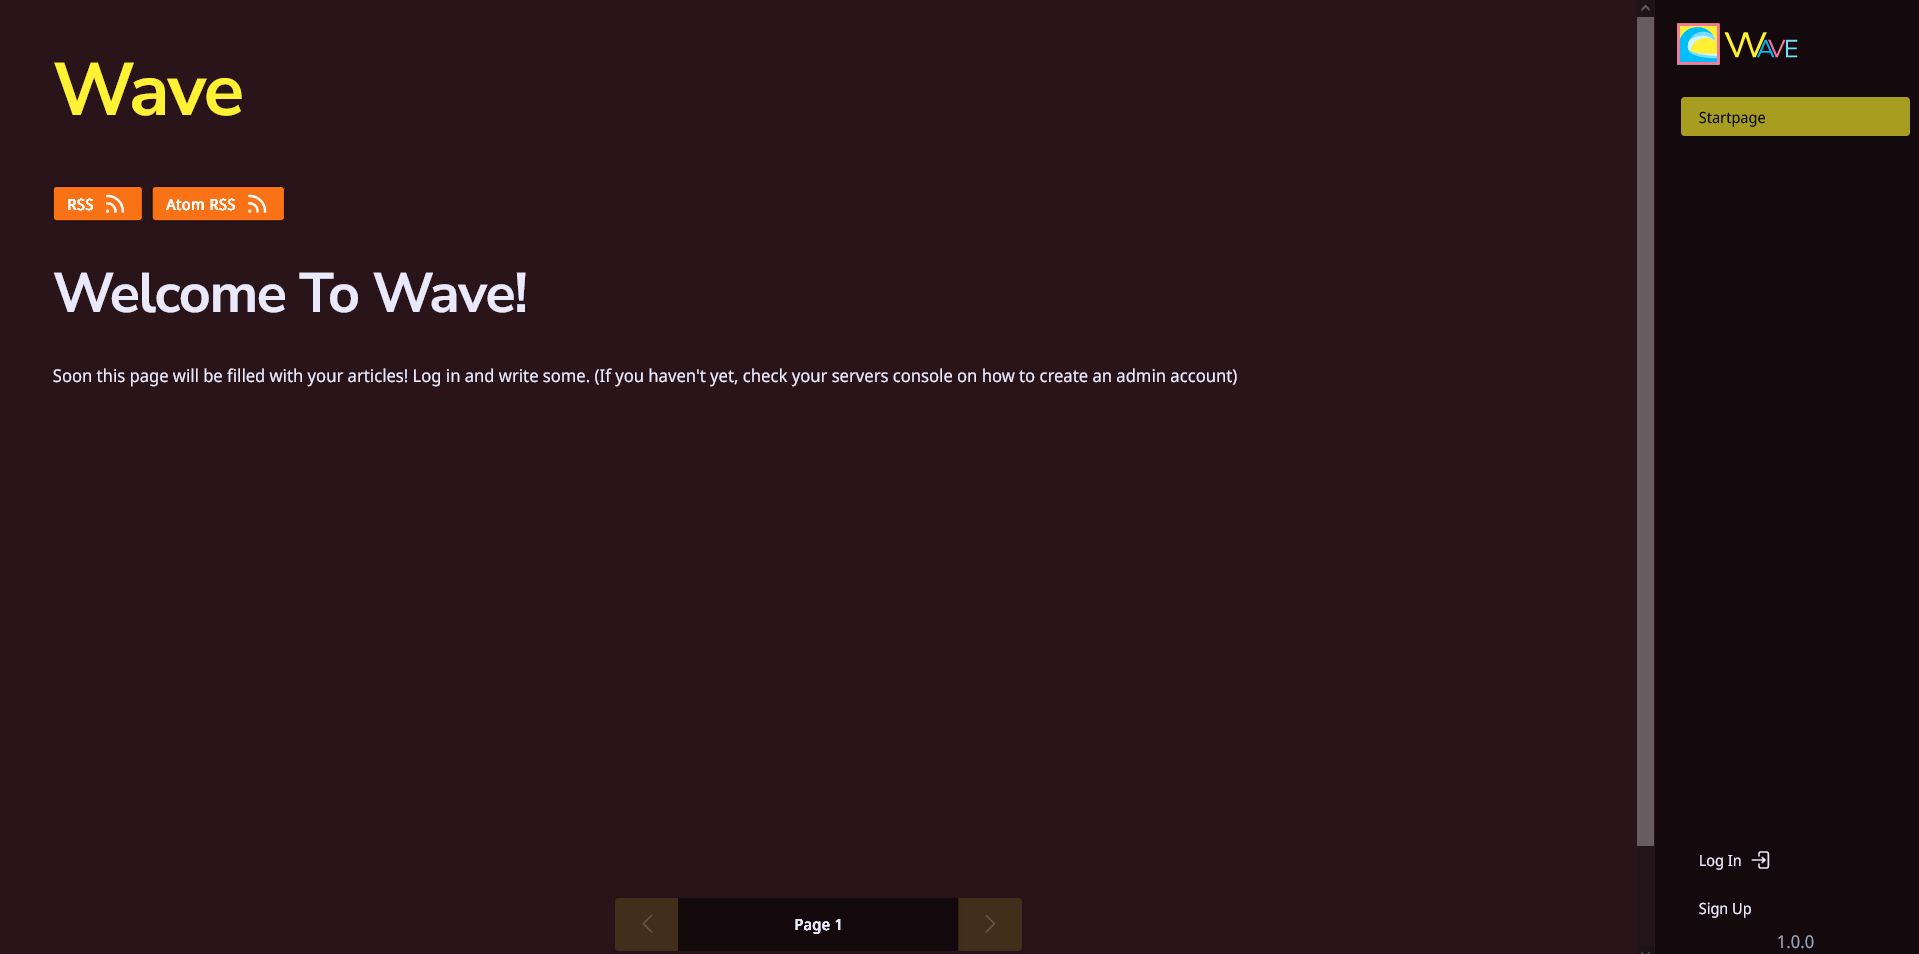 Wave
RSS
Atom RSS
Welcome To Wave!
Soon this page will be filled with your articles! Log in and write some. (If you haven't yet, check your servers console on how to create an admin account)
Page 1
WAVE
Startpage
Log In
Sign Up
1.0.0